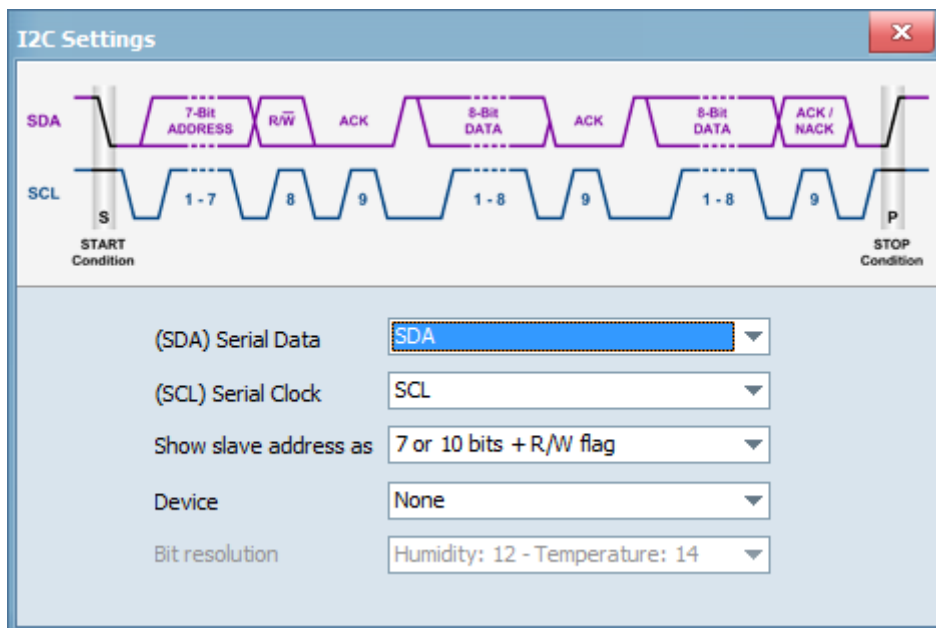 I2C Settings
SDA
7-Bit
ADDRESS
R/W̅
ACK
8-Bit
DATA
ACK
8-Bit
DATA
ACK /
NACK
SCL
1 - 7
8
9
1 - 8
9
1 - 8
9
S
START
Condition
P
STOP
Condition
(SDA) Serial Data
SDA
(SCL) Serial Clock
SCL
Show slave address as
7 or 10 bits + R/W flag
Device
None
Bit resolution
Humidity: 12 - Temperature: 14